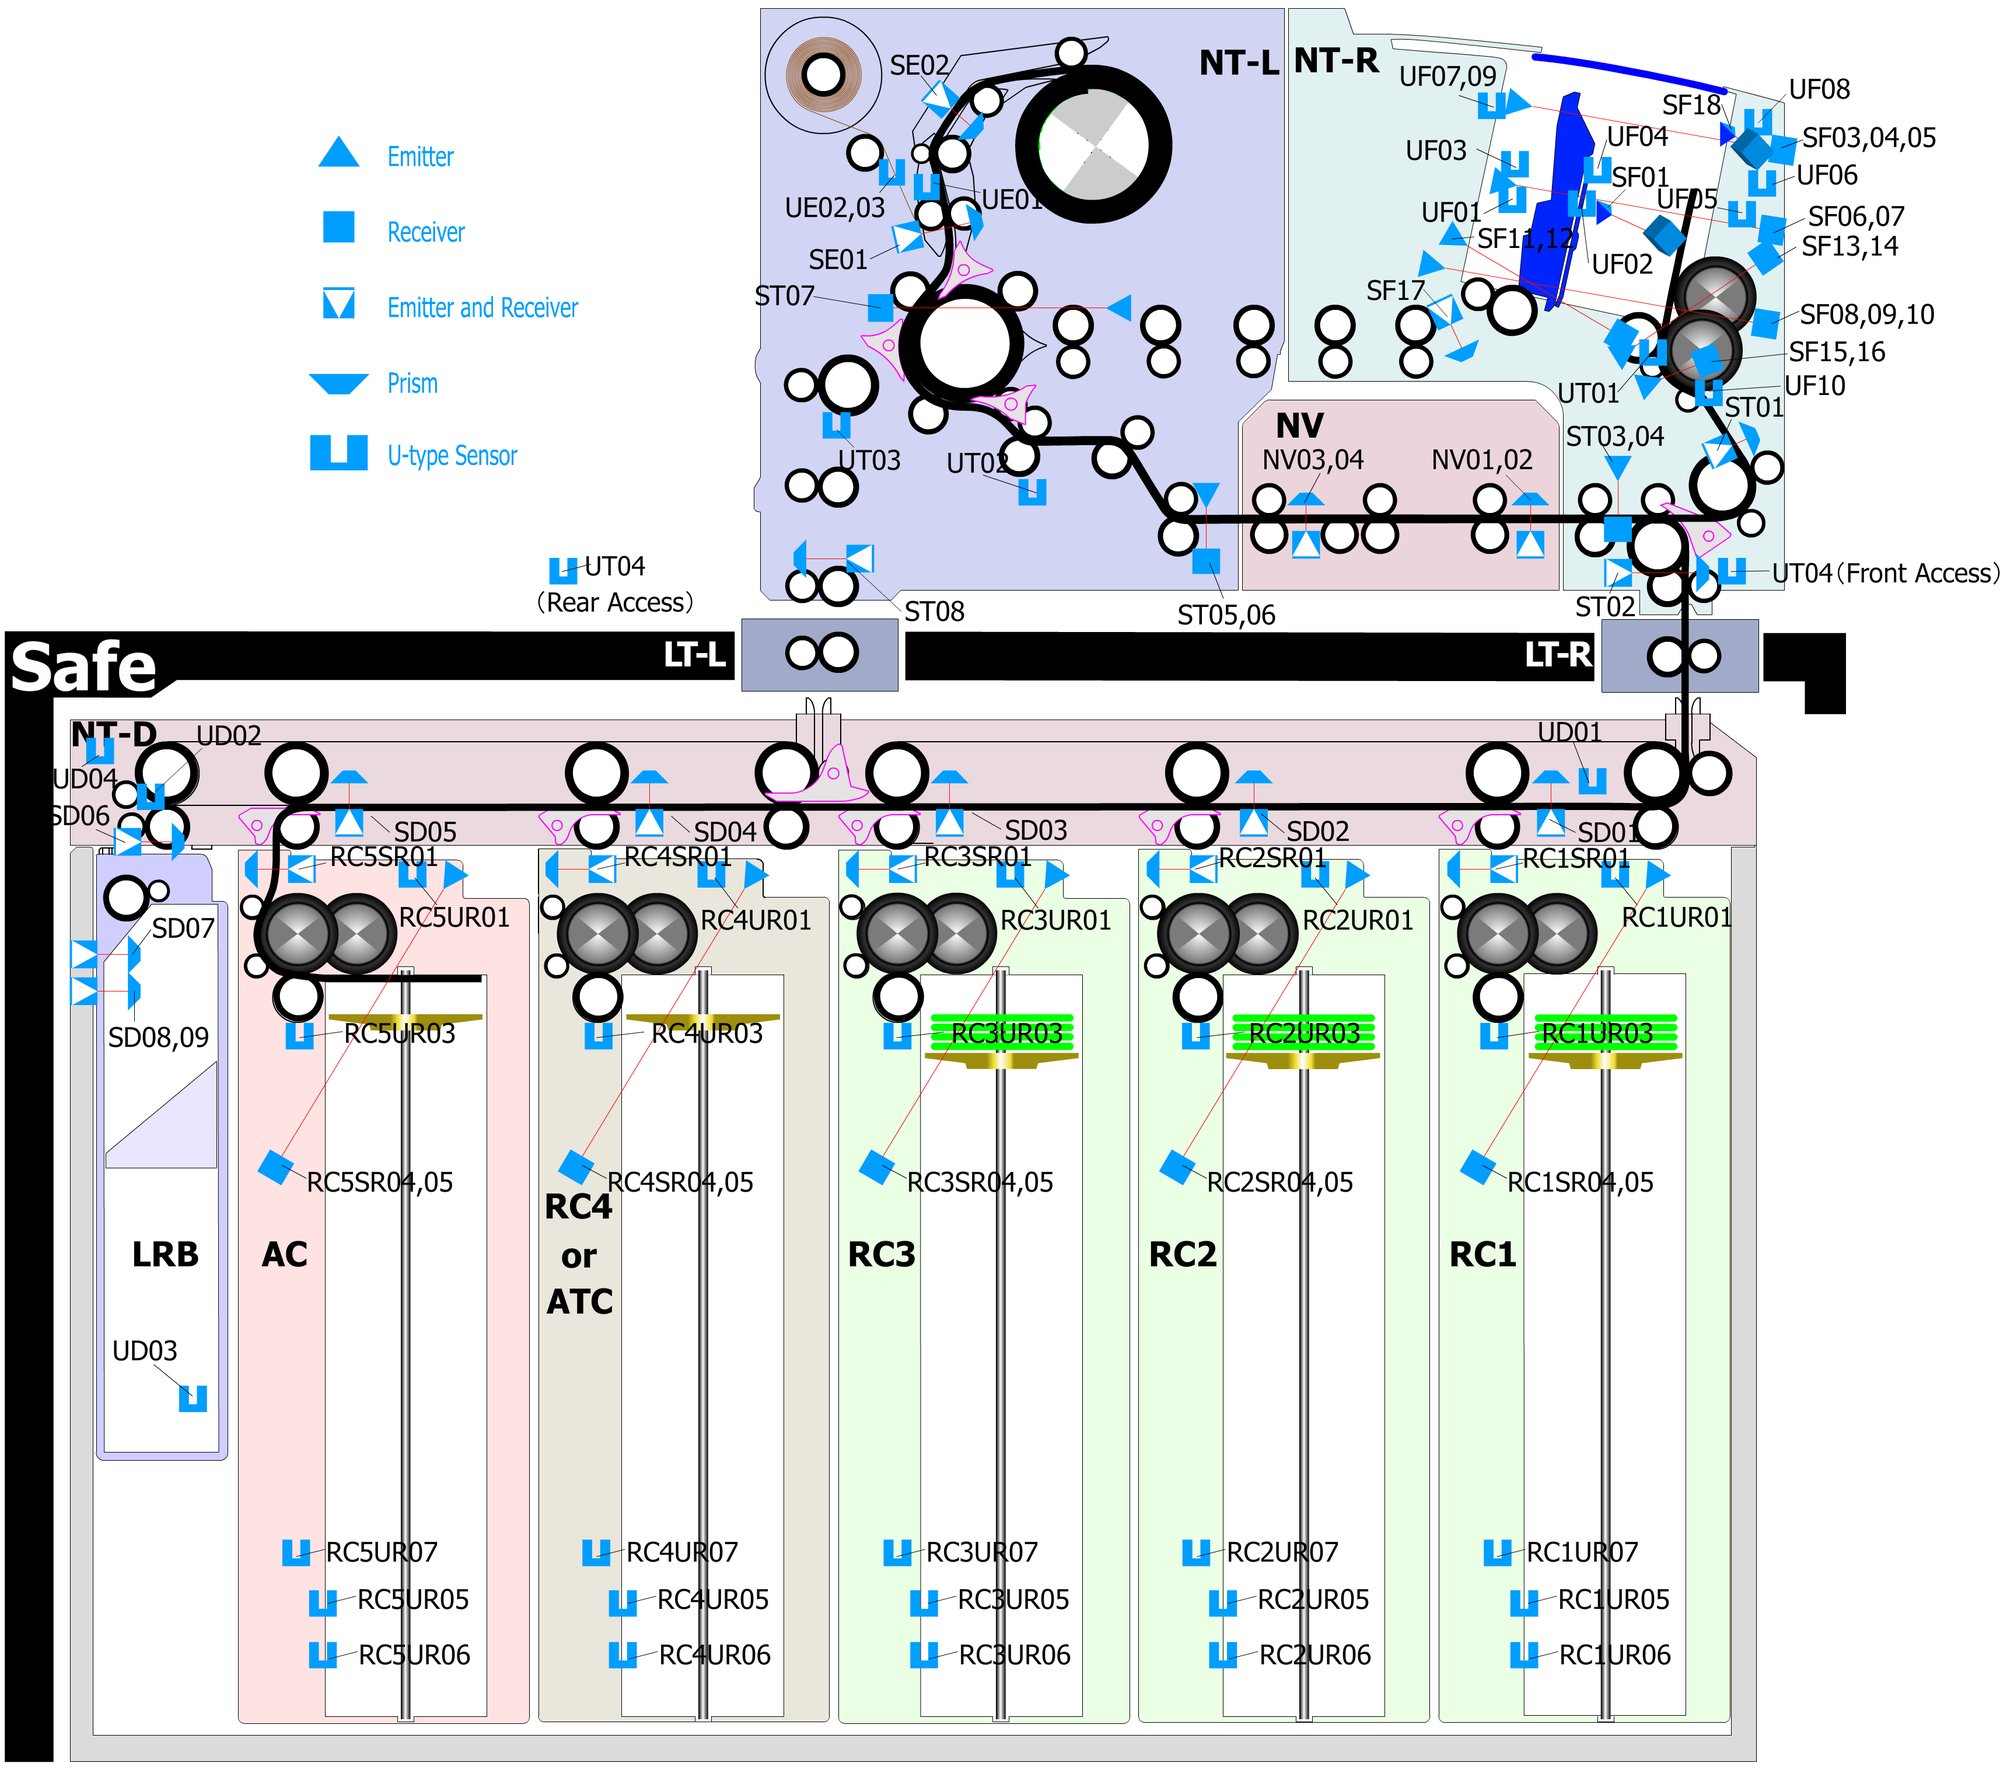 NT-L
NT-R
SE02
UF07,09
SF18
UF08
SF03,04,05
UF04
UF03
SF01
UF06
UE01
UE02,03
UF05
UF01
SF06,07
SF11,12
SF13,14
SE01
UF02
ST07
SF17
SF08,09,10
SF15,16
UT01
UF10
ST01
NV
ST03,04
UT03
UT02
NV03,04
NV01,02
Emitter
Receiver
Emitter and Receiver
Prism
U-type Sensor
UT04
(Rear Access)
UT04(Front Access)
ST08
ST05,06
ST02
Safe
LT-L
LT-R
NT-D
UD02
UD01
UD04
SD06
SD05
SD04
SD03
SD02
SD01
RC5SR01
RC4SR01
RC3SR01
RC2SR01
RC1SR01
RC5UR01
RC4UR01
RC3UR01
RC2UR01
RC1UR01
SD07
SD08,09
RC5UR03
RC4UR03
RC3UR03
RC2UR03
RC1UR03
RC5SR04,05
RC4SR04,05
RC3SR04,05
RC2SR04,05
RC1SR04,05
LRB
AC
RC4
or
ATC
RC3
RC2
RC1
UD03
RC5UR07
RC4UR07
RC3UR07
RC2UR07
RC1UR07
RC5UR05
RC4UR05
RC3UR05
RC2UR05
RC1UR05
RC5UR06
RC4UR06
RC3UR06
RC2UR06
RC1UR06